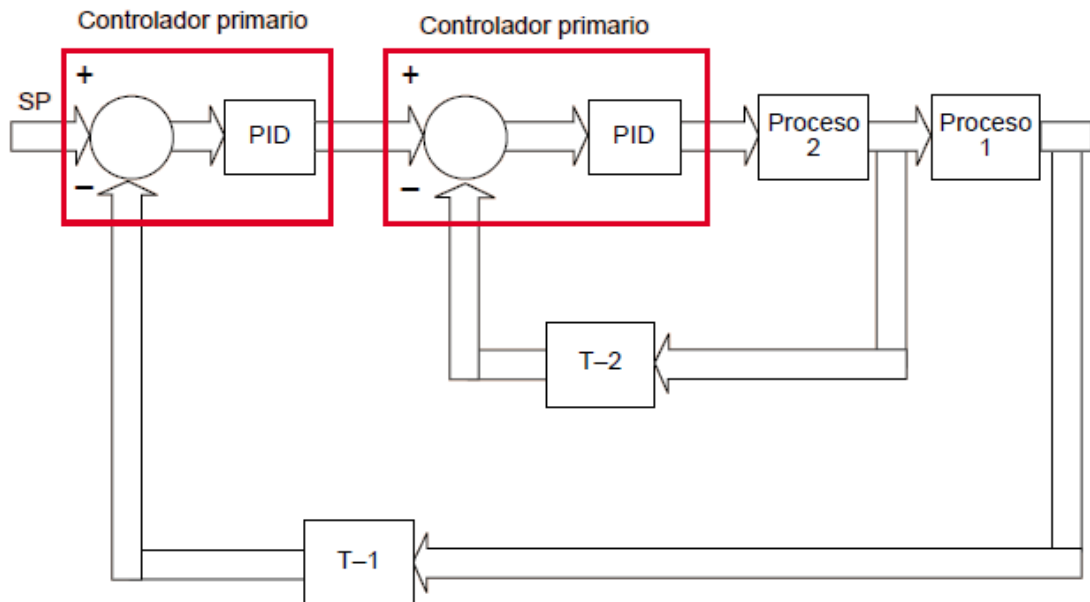 Controlador primario
Controlador primario
+
+
SP
PID
PID
Proceso
2
Proceso
1
−
−
T–2
T–1